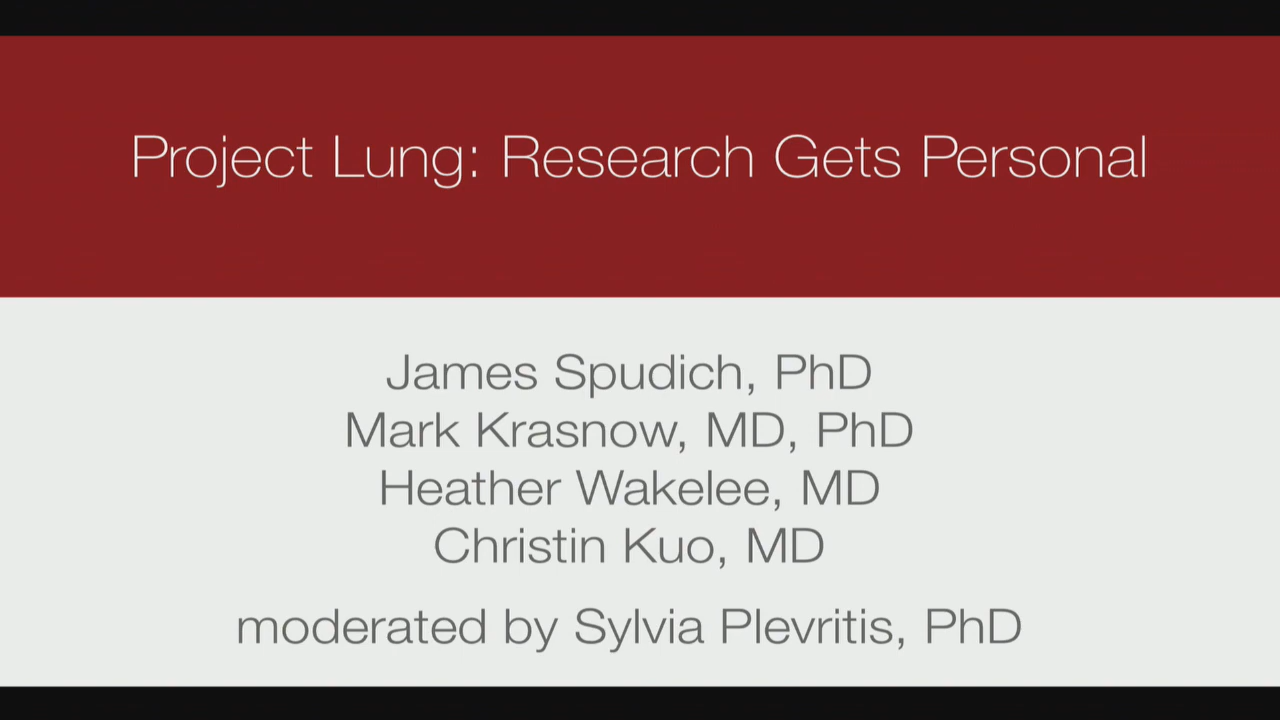 Project Lung: Research Gets Personal
James Spudich, PhD
Mark Krasnow, MD, PhD
Heather Wakelee, MD
Christin Kuo, MD
moderated by Sylvia Plevritis, PhD